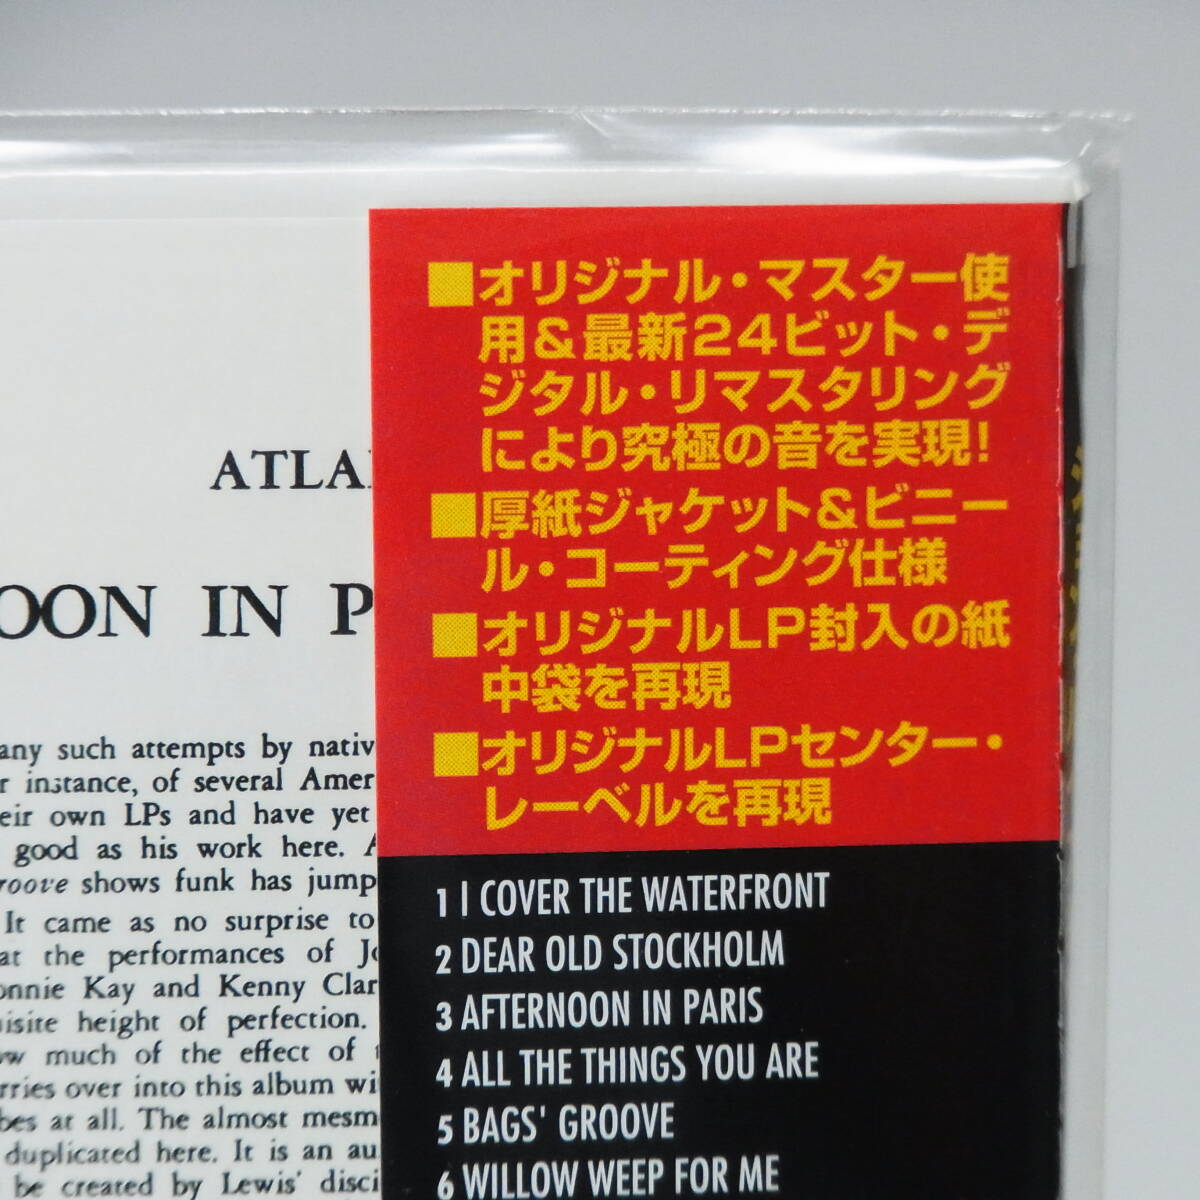 ■オリジナル・マスター使
用&最新24ビット・デ
ジタル・リマスタリング
により究極の音を実現!
■厚紙ジャケット&ビニー
ル・コーティング仕様
■オリジナルLP封入の紙
中袋を再現
■オリジナルLPセンター・
レーベルを再現
1 I COVER THE WATERFRONT
2 DEAR OLD STOCKHOLM
3 AFTERNOON IN PARIS
4 ALL THE THINGS YOU ARE
5 BAGS' GROOVE
6 WILLOW WEEP FOR ME
ATLA
OON IN P
any such attempts by nativ
r instance, of several Amer
eir own LPs and have yet
good as his work here. A
roove shows funk has jump
It came as no surprise to
at the performances of Jo
onnie Kay and Kenny Clar
isite height of perfection.
ow much of the effect of t
rries over into this album wi
bes at all. The almost mesm
duplicated here. It is an au
be created by Lewis' disci